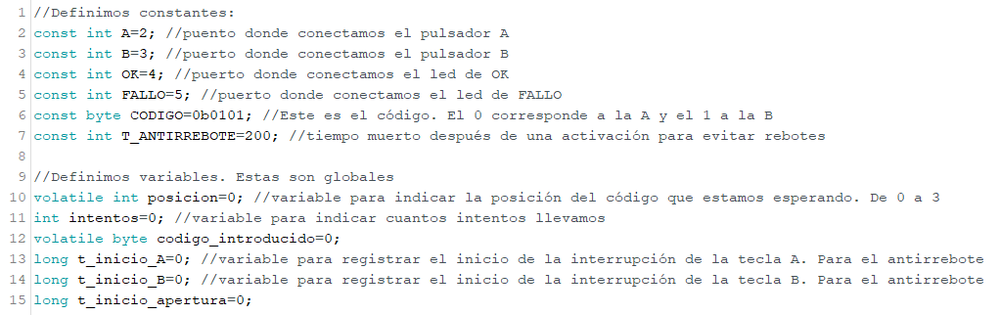 1 //Definimos constantes:
2 const int A=2; //puento donde conectamos el pulsador A
3 const int B=3; //puerto donde conectamos el pulsador B
4 const int OK=4; //puerto donde conectamos el led de OK
5 const int FALLO=5; //puerto donde conectamos el led de FALLO
6 const byte CODIGO=0b0101; //Este es el código. El 0 corresponde a la A y el 1 a la B
7 const int T_ANTIRREBOTE=200; //tiempo muerto después de una activación para evitar rebotes
8
9 //Definimos variables. Estas son globales
10 volatile int posicion=0; //variable para indicar la posición del código que estamos esperando. De 0 a 3
11 int intentos=0; //variable para indicar cuantos intentos llevamos
12 volatile byte codigo_introducido=0;
13 long t_inicio_A=0; //variable para registrar el inicio de la interrupción de la tecla A. Para el antirrebote
14 long t_inicio_B=0; //variable para registrar el inicio de la interrupción de la tecla B. Para el antirrebote
15 long t_inicio_apertura=0;